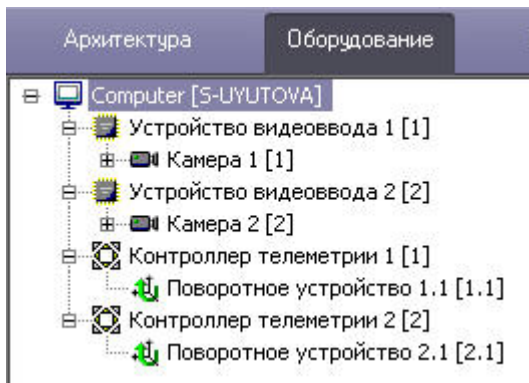 Архитектура Оборудование
Computer [S-UYUTOVA]
Устройство видеоввода 1 [1]
Камера 1 [1]
Устройство видеоввода 2 [2]
Камера 2 [2]
Контроллер телеметрии 1 [1]
Поворотное устройство 1.1 [1.1]
Контроллер телеметрии 2 [2]
Поворотное устройство 2.1 [2.1]